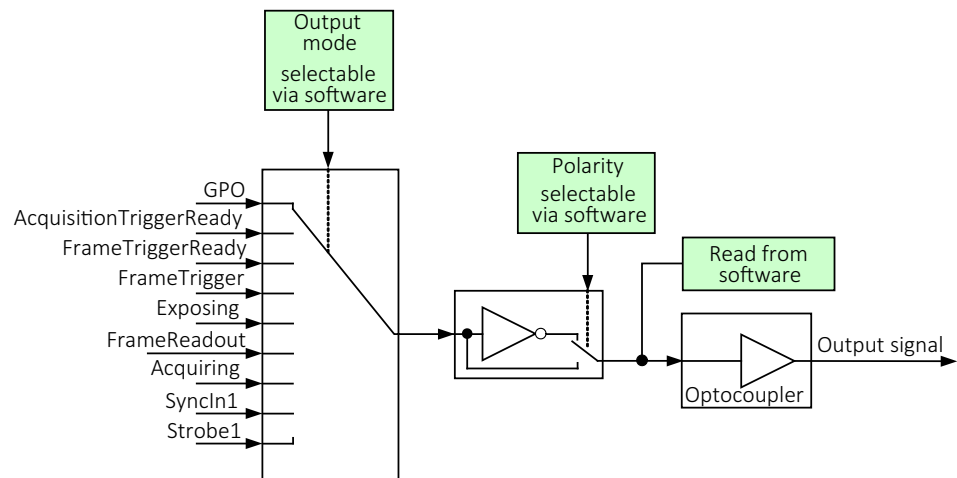 Output
mode
selectable
via software
GPO
AcquisitionTriggerReady
FrameTriggerReady
FrameTrigger
Exposing
FrameReadout
Acquiring
SyncIn1
Strobe1
Polarity
selectable
via software
Read from
software
Optocoupler
Output signal